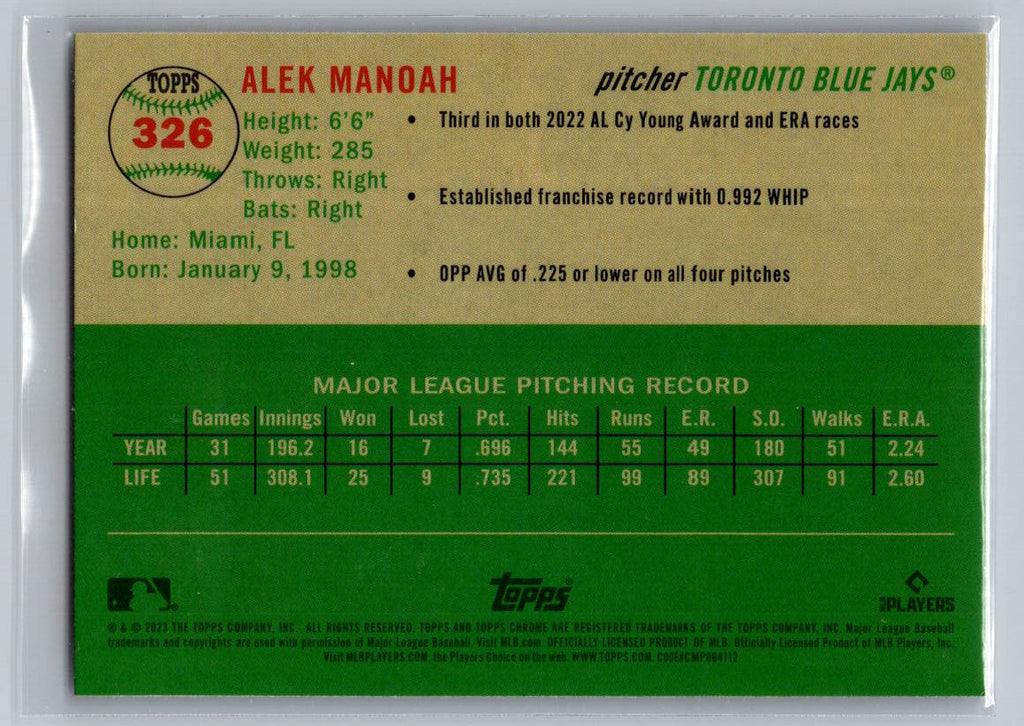 TOPPS
326
ALEK MANOAH
pitcher TORONTO BLUE JAYS®
Height: 6'6"
Weight: 285
Throws: Right
Bats: Right
Home: Miami, FL
Born: January 9, 1998
• Third in both 2022 AL Cy Young Award and ERA races
• Established franchise record with 0.992 WHIP
• OPP AVG of .225 or lower on all four pitches
MAJOR LEAGUE PITCHING RECORD
Games Innings Won Lost Pct. Hits Runs E.R. S.O. Walks E.R.A.
YEAR 31 196.2 16 7 .696 144 55 49 180 51 2.24
LIFE 51 308.1 25 9 .735 221 99 89 307 91 2.60
topps®
MLB PLAYERS
® & © 2023 THE TOPPS COMPANY, INC. ALL RIGHTS RESERVED. TOPPS AND TOPPS CHROME ARE REGISTERED TRADEMARKS OF THE TOPPS COMPANY, INC. Major League Baseball
trademarks and copyrights are used with permission of Major League Baseball. Visit MLB.com. OFFICIALLY LICENSED PRODUCT OF MLB. Officially Licensed Product of MLB Players, Inc.
Visit MLBPLAYERS.COM, the Players Choice on the web. WWW.TOPPS.COM. CODE#CMP064112